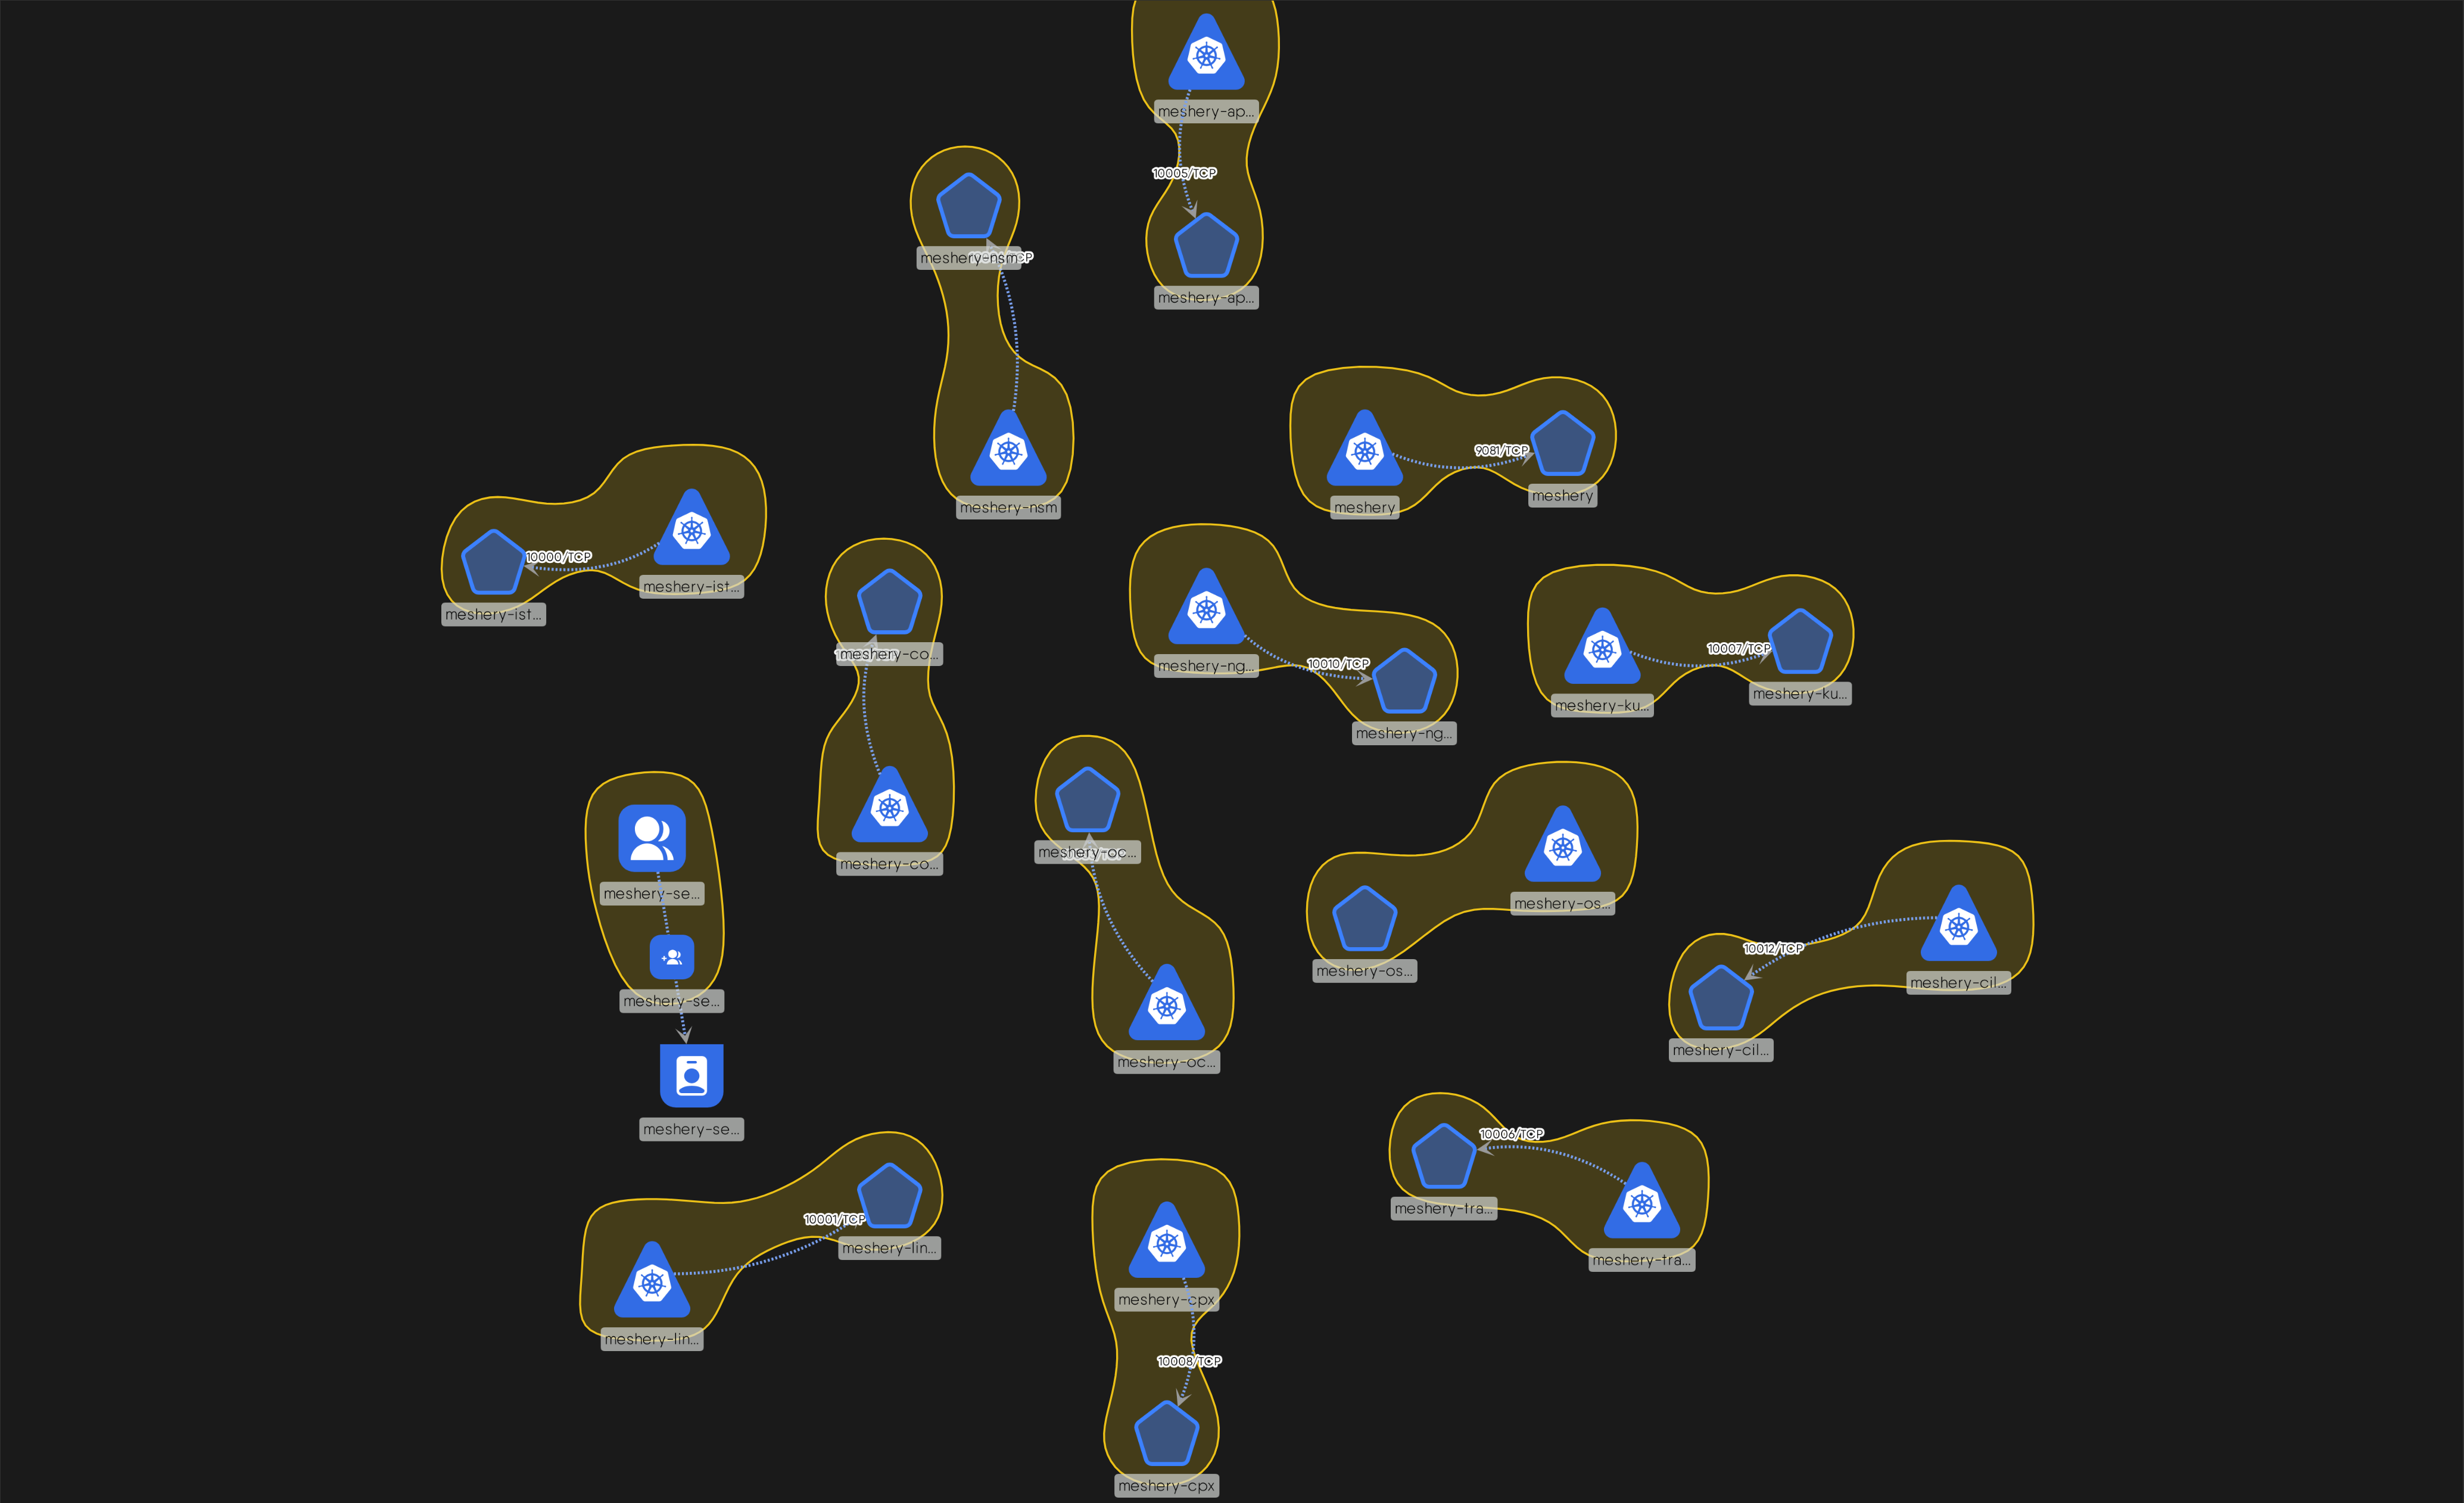 meshery-ap...
10005/TCP
meshery-ap...
meshery-nsm
meshery-nsm
9081/TCP
meshery
meshery
10000/TCP
meshery-ist...
meshery-ist...
meshery-co...
meshery-co...
meshery-ng...
10010/TCP
meshery-ng...
10007/TCP
meshery-ku...
meshery-ku...
meshery-oc...
meshery-oc...
meshery-os...
meshery-os...
meshery-se...
meshery-se...
meshery-se...
10012/TCP
meshery-cil...
meshery-cil...
10006/TCP
meshery-tra...
meshery-tra...
10001/TCP
meshery-lin...
meshery-lin...
meshery-cpx
10008/TCP
meshery-cpx